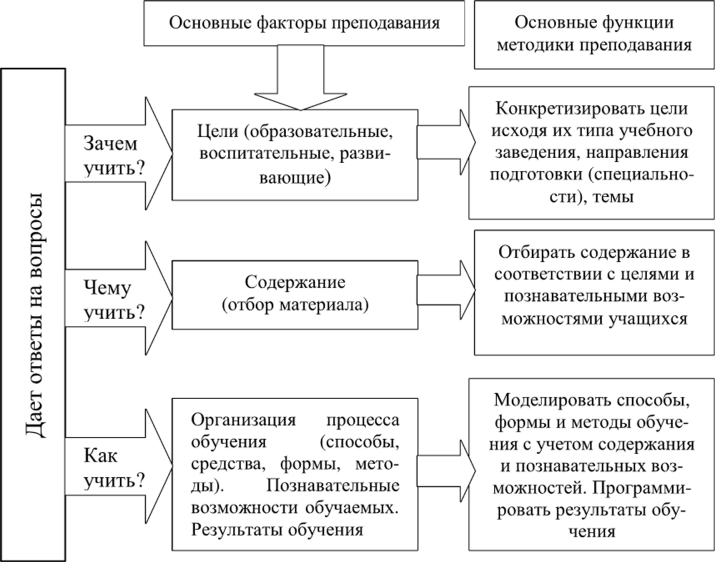 Основные факторы преподавания
Основные функции
методики преподавания
Дает ответы на вопросы
Зачем
учить?
Цели (образовательные,
воспитательные, разви-
вающие)
Конкретизировать цели
исходя их типа учебного
заведения, направления
подготовки (специально-
сти), темы
Чему
учить?
Содержание
(отбор материала)
Отбирать содержание в
соответствии с целями и
познавательными воз-
можностями учащихся
Как
учить?
Организация процесса
обучения (способы,
средства, формы, мето-
ды). Познавательные
возможности обучаемых.
Результаты обучения
Моделировать способы,
формы и методы обуче-
ния с учетом содержания
и познавательных воз-
можностей. Программи-
ровать результаты обу-
чения